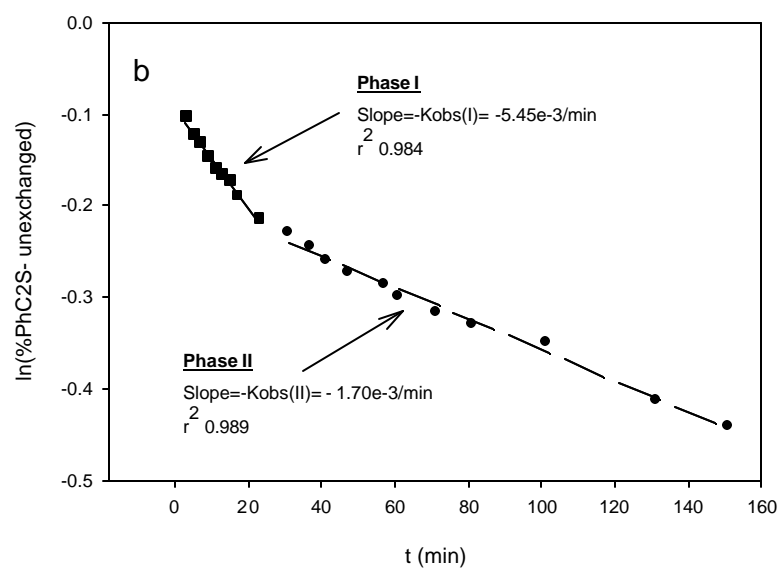 0.0
b
Phase I
Slope=-Kobs(I)= -5.45e-3/min
r2 0.984
-0.1
-0.2
-0.3
Phase II
Slope=-Kobs(II)= - 1.70e-3/min
r2 0.989
-0.4
-0.5
0 20 40 60 80 100 120 140 160
t (min)
ln(%PhC2S- unexchanged)